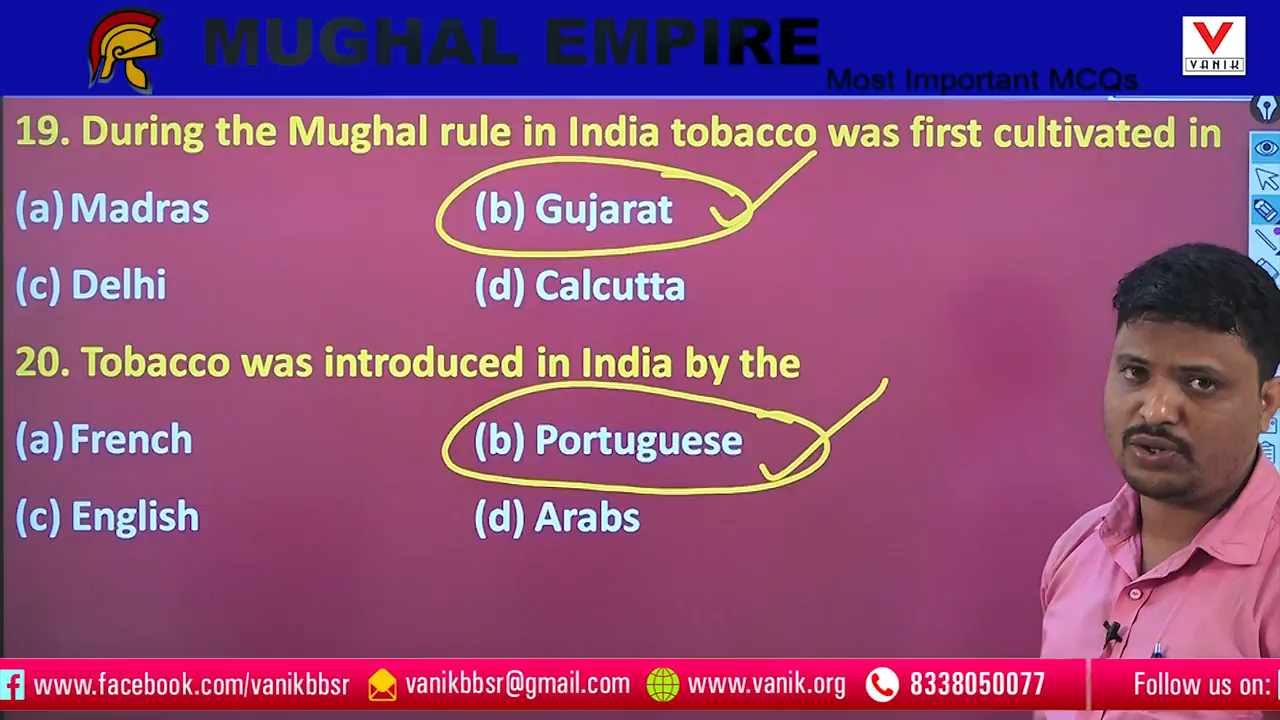 MUGHAL EMPIRE
Most Important MCQs
VANIK
19. During the Mughal rule in India tobacco was first cultivated in
(a) Madras (b) Gujarat
(c) Delhi (d) Calcutta
20. Tobacco was introduced in India by the
(a) French (b) Portuguese
(c) English (d) Arabs
www.facebook.com/vanikbbsr vanikbbsr@gmail.com www.vanik.org 8338050077 Follow us on: